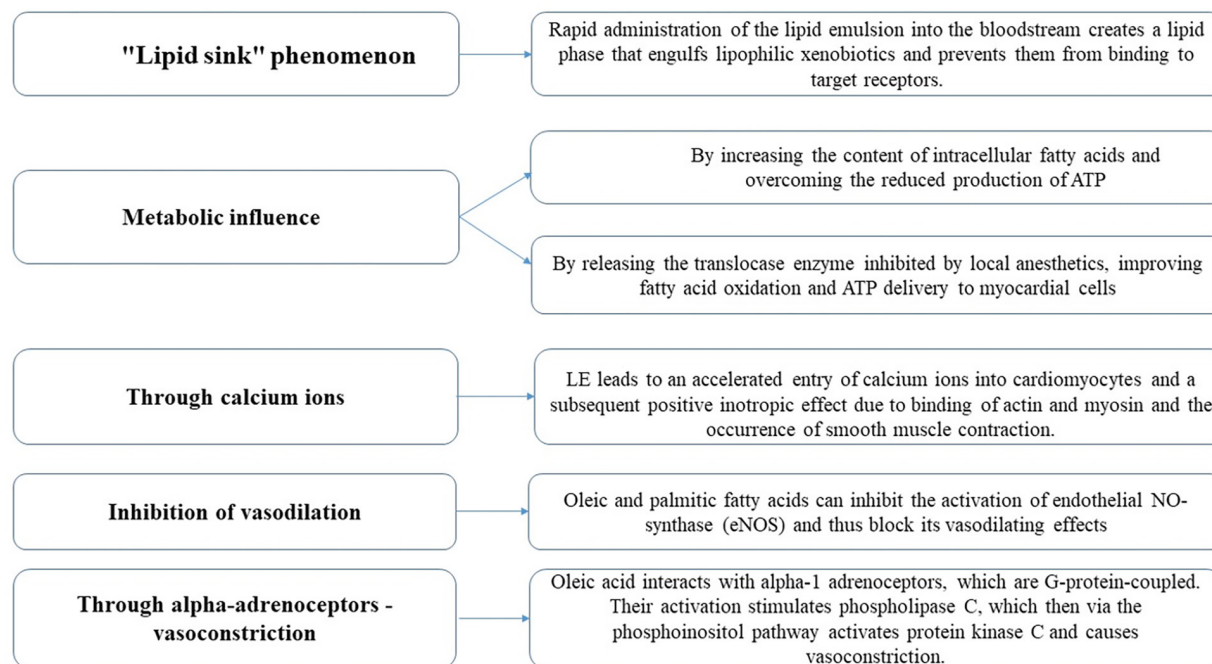 "Lipid sink" phenomenon
Rapid administration of the lipid emulsion into the bloodstream creates a lipid
phase that engulfs lipophilic xenobiotics and prevents them from binding to
target receptors.
Metabolic influence
By increasing the content of intracellular fatty acids and
overcoming the reduced production of ATP
By releasing the translocase enzyme inhibited by local anesthetics, improving
fatty acid oxidation and ATP delivery to myocardial cells
Through calcium ions
LE leads to an accelerated entry of calcium ions into cardiomyocytes and a
subsequent positive inotropic effect due to binding of actin and myosin and the
occurrence of smooth muscle contraction.
Inhibition of vasodilation
Oleic and palmitic fatty acids can inhibit the activation of endothelial NO-
synthase (eNOS) and thus block its vasodilating effects
Through alpha-adrenoceptors -
vasoconstriction
Oleic acid interacts with alpha-1 adrenoceptors, which are G-protein-coupled.
Their activation stimulates phospholipase C, which then via the
phosphoinositol pathway activates protein kinase C and causes
vasoconstriction.